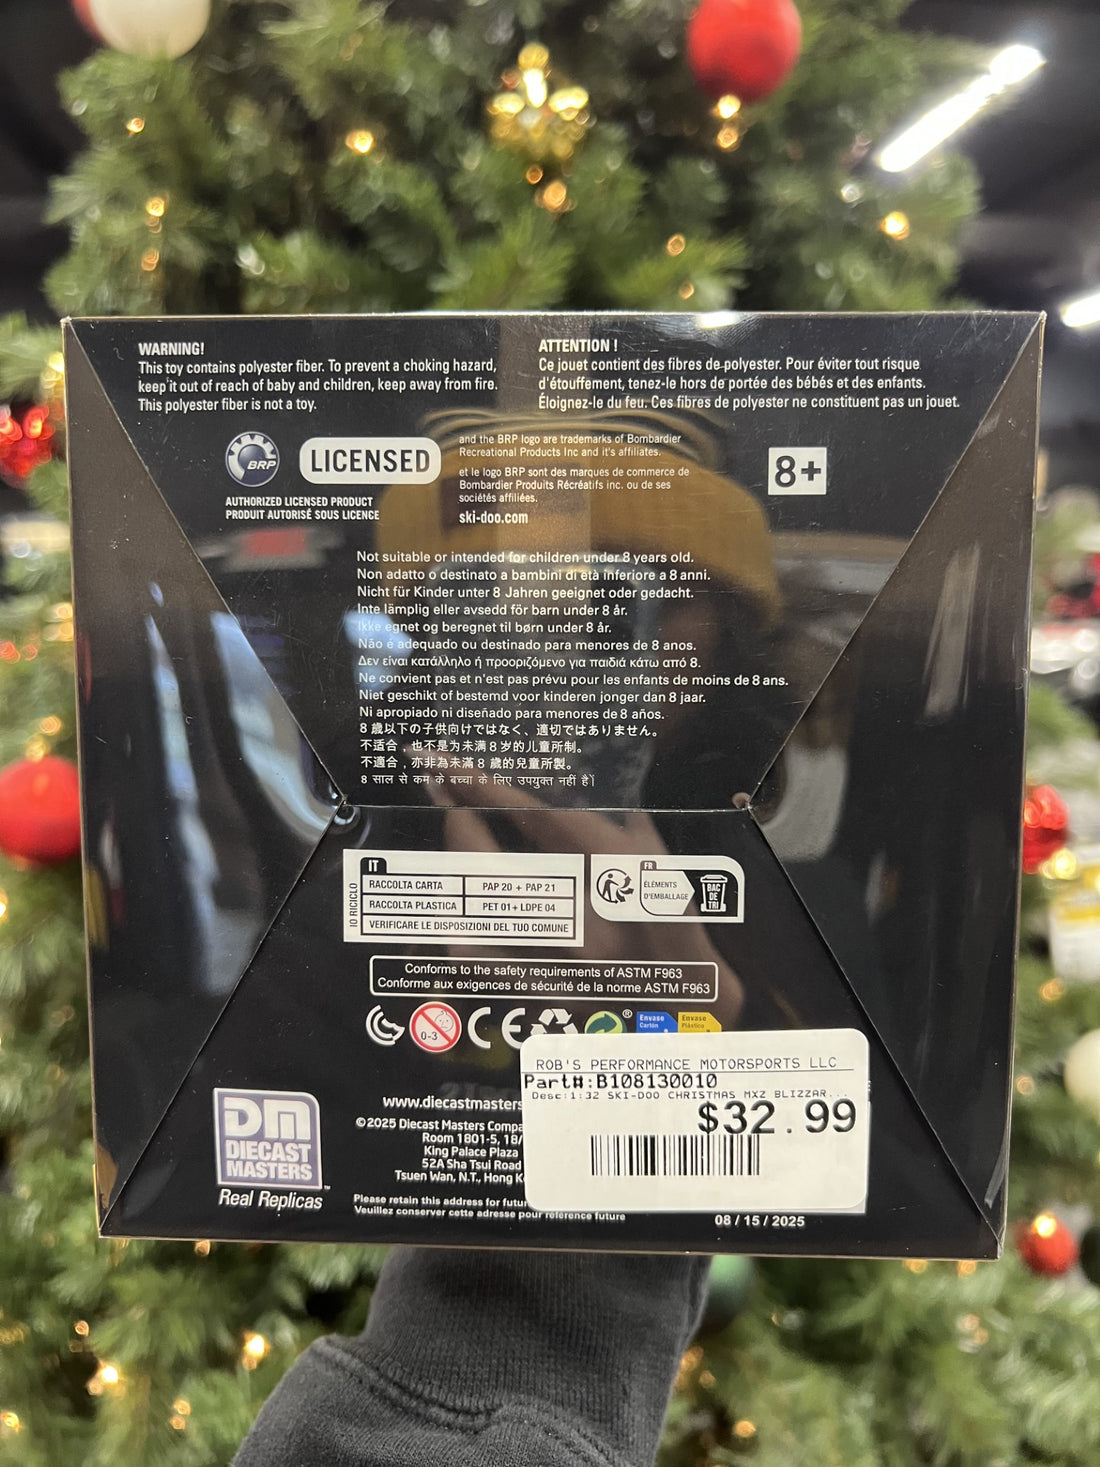 WARNING!
This toy contains polyester fiber. To prevent a choking hazard,
keep it out of reach of baby and children, keep away from fire.
This polyester fiber is not a toy.
ATTENTION !
Ce jouet contient des fibres de polyester. Pour éviter tout risque
d'étouffement, tenez-le hors de portée des bébés et des enfants.
Éloignez-le du feu. Ces fibres de polyester ne constituent pas un jouet.
BRP
LICENSED
AUTHORIZED LICENSED PRODUCT
PRODUIT AUTORISÉ SOUS LICENCE
and the BRP logo are trademarks of Bombardier
Recreational Products Inc and it's affiliates.
et le logo BRP sont des marques de commerce de
Bombardier Produits Récréatifs inc. ou de ses
sociétés affiliées.
ski-doo.com
8+
Not suitable or intended for children under 8 years old.
Non adatto o destinato a bambini di età inferiore a 8 anni.
Nicht für Kinder unter 8 Jahren geeignet oder gedacht.
Inte lämplig eller avsedd för barn under 8 år.
Ikke egnet og beregnet til børn under 8 år.
Não é adequado ou destinado para menores de 8 anos.
Δεν είναι κατάλληλο ή προοριζόμενο για παιδιά κάτω από 8.
Ne convient pas et n'est pas prévu pour les enfants de moins de 8 ans.
Niet geschikt of bestemd voor kinderen jonger dan 8 jaar.
Ni apropiado ni diseñado para menores de 8 años.
8 歳以下の子供向けではなく、適切ではありません。
不适合，也不是为未满 8 岁的儿童所制。
不適合，亦非為未滿 8 歲的兒童所製。
8 साल से कम के बच्चा के लिए उपयुक्त नहीं है।
IO RICICLO
IT
RACCOLTA CARTA PAP 20 + PAP 21
RACCOLTA PLASTICA PET 01 + LDPE 04
VERIFICARE LE DISPOSIZIONI DEL TUO COMUNE
FR
ÉLÉMENTS
D'EMBALLAGE
BAC
DE
TRI
Conforms to the safety requirements of ASTM F963
Conforme aux exigences de sécurité de la norme ASTM F963
0-3
CE
®
Envase
Cartón
Envase
Plástico
ROB'S PERFORMANCE MOTORSPORTS LLC
Part#:B108130010
Desc:1:32 SKI-DOO CHRISTMAS MXZ BLIZZAR...
$32.99
DM
DIECAST
MASTERS
™
Real Replicas
www.diecastmasters
©2025 Diecast Masters Compa
Room 1801-5, 18/
King Palace Plaza
52A Sha Tsui Road
Tsuen Wan, N.T., Hong K
Please retain this address for futur
Veuillez conserver cette adresse pour référence future
08 / 15 / 2025